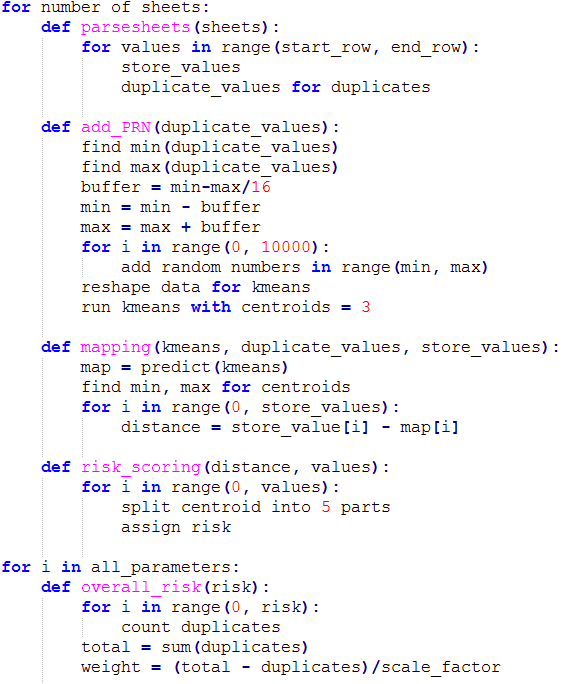 for number of sheets:
    def parsesheets(sheets):
        for values in range(start_row, end_row):
            store_values
            duplicate_values for duplicates

    def add_PRN(duplicate_values):
        find min(duplicate_values)
        find max(duplicate_values)
        buffer = min-max/16
        min = min - buffer
        max = max + buffer
        for i in range(0, 10000):
            add random numbers in range(min, max)
        reshape data for kmeans
        run kmeans with centroids = 3

    def mapping(kmeans, duplicate_values, store_values):
        map = predict(kmeans)
        find min, max for centroids
        for i in range(0, store_values):
            distance = store_value[i] - map[i]

    def risk_scoring(distance, values):
        for i in range(0, values):
            split centroid into 5 parts
            assign risk

for i in all_parameters:
    def overall_risk(risk):
        for i in range(0, risk):
            count duplicates
        total = sum(duplicates)
        weight = (total - duplicates)/scale_factor